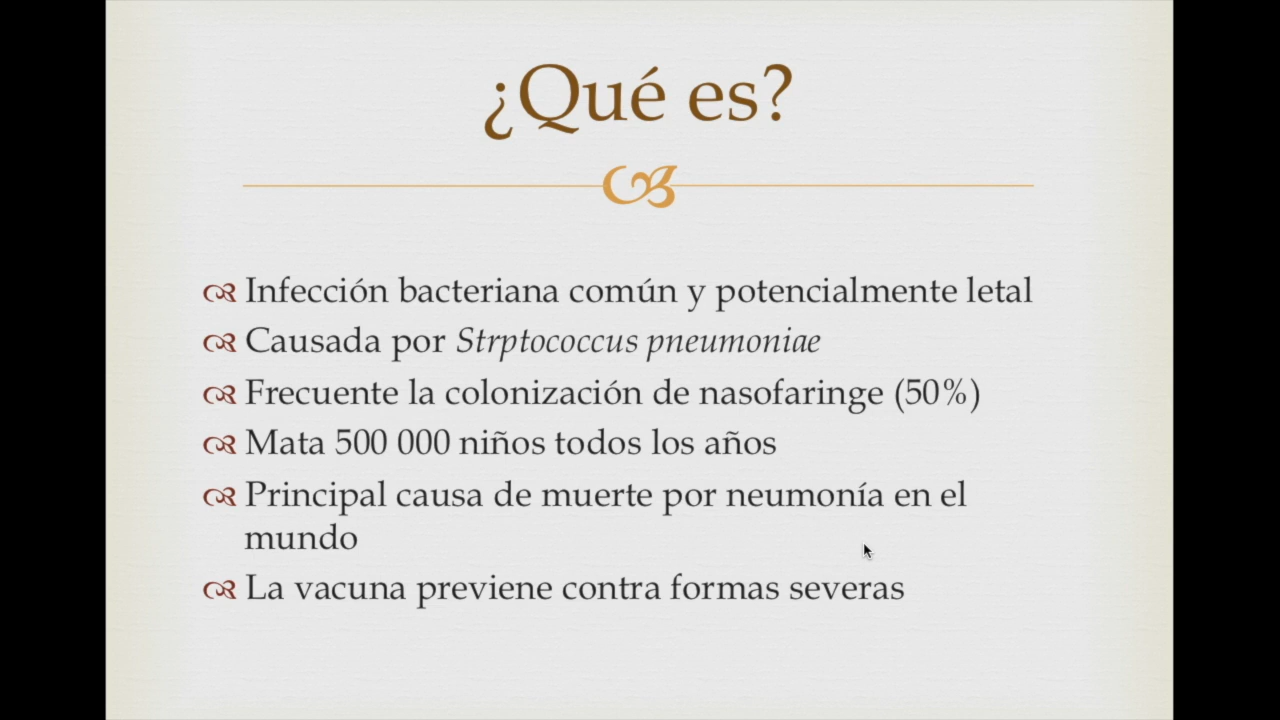 ¿Qué es?
Infección bacteriana común y potencialmente letal
Causada por Strptococcus pneumoniae
Frecuente la colonización de nasofaringe (50%)
Mata 500 000 niños todos los años
Principal causa de muerte por neumonía en el
mundo
La vacuna previene contra formas severas